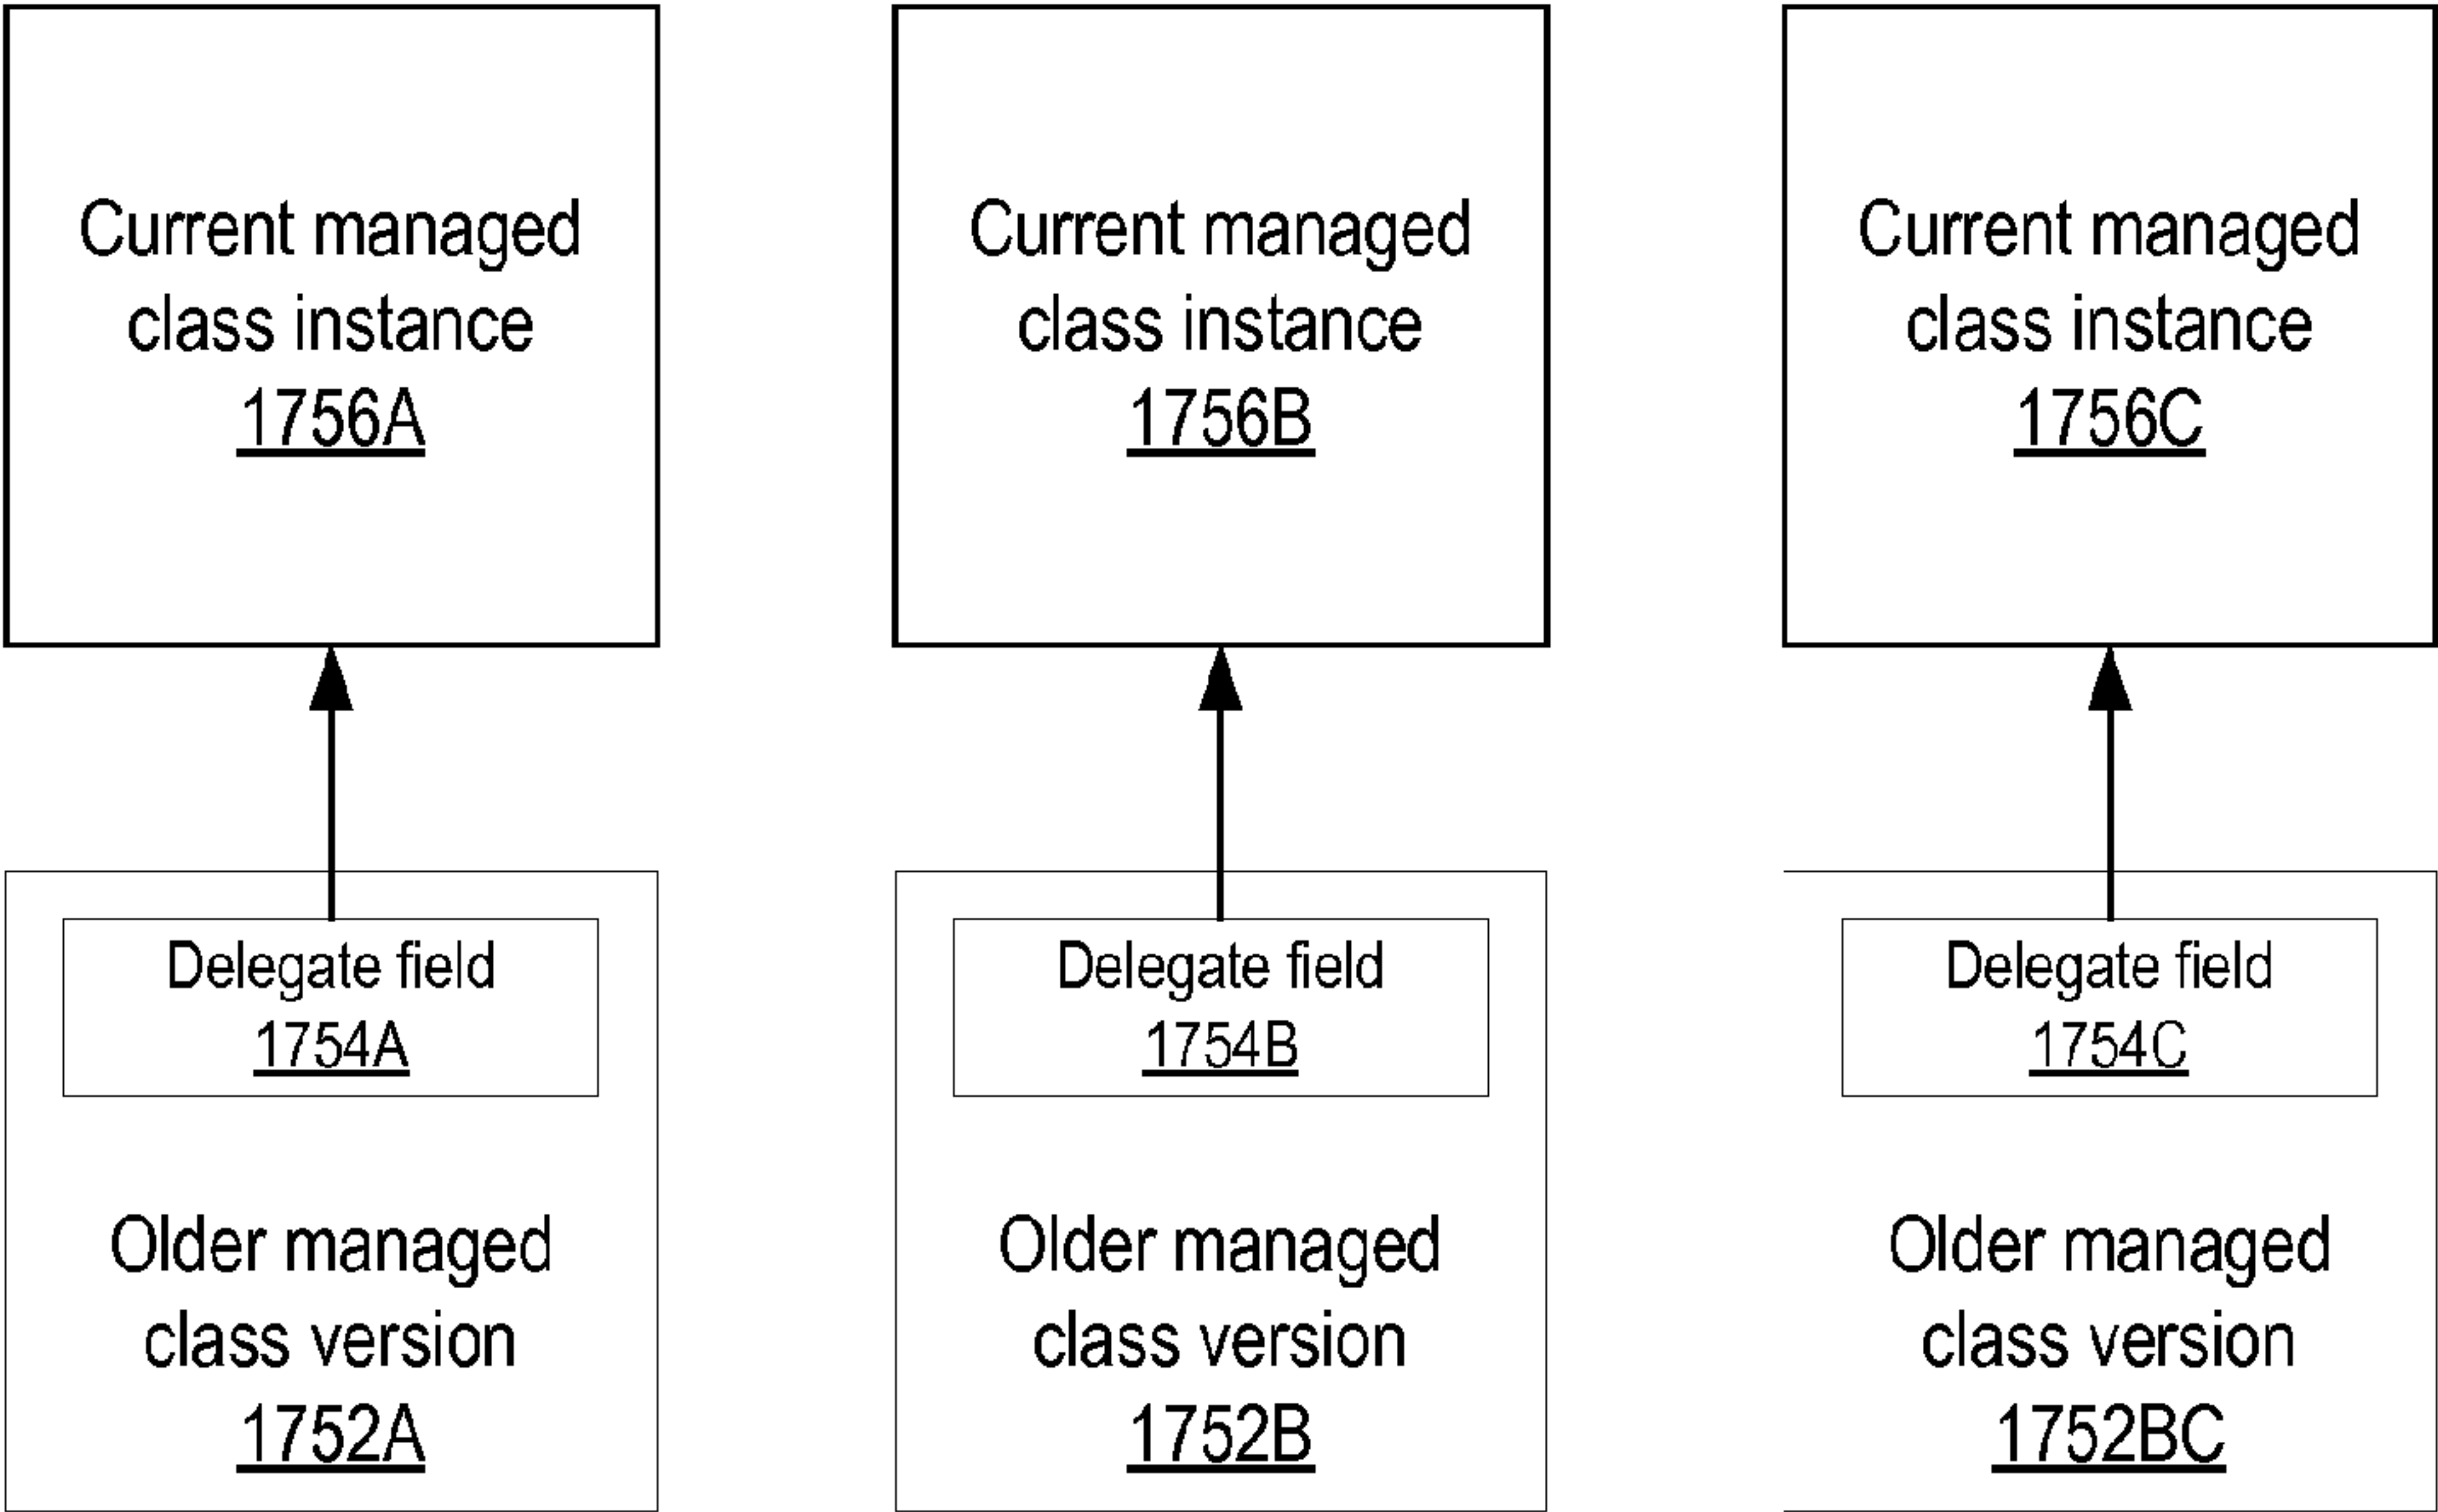 Current managed
class instance
1756A
Current managed
class instance
1756B
Current managed
class instance
1756C
Delegate field
1754A
Older managed
class version
1752A
Delegate field
1754B
Older managed
class version
1752B
Delegate field
1754C
Older managed
class version
1752BC